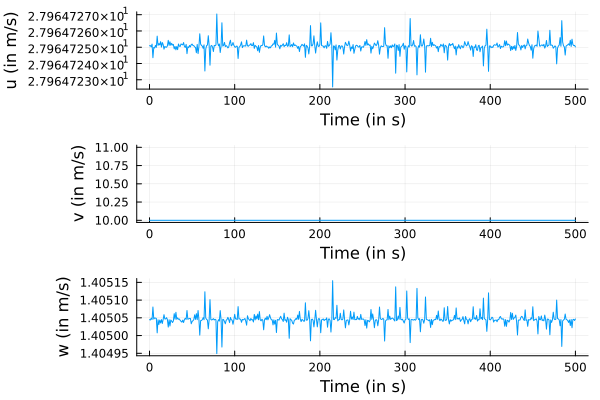 u (in m/s)
2.79647270×10¹
2.79647260×10¹
2.79647250×10¹
2.79647240×10¹
2.79647230×10¹
0 100 200 300 400 500
Time (in s)
v (in m/s)
11.00
10.75
10.50
10.25
10.00
0 100 200 300 400 500
Time (in s)
w (in m/s)
1.40515
1.40510
1.40505
1.40500
1.40495
0 100 200 300 400 500
Time (in s)